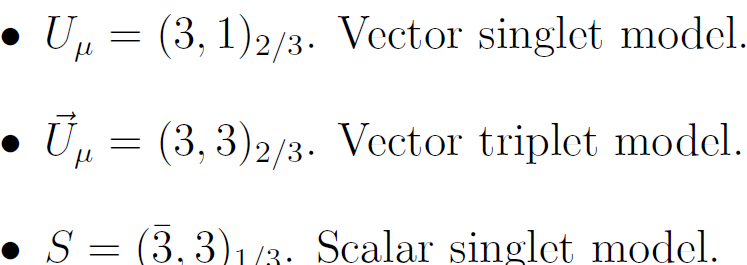 • U_μ = (3, 1)_{2/3}. Vector singlet model.
• \vec{U}_μ = (3, 3)_{2/3}. Vector triplet model.
• S = (\bar{3}, 3)_{1/3}. Scalar singlet model.